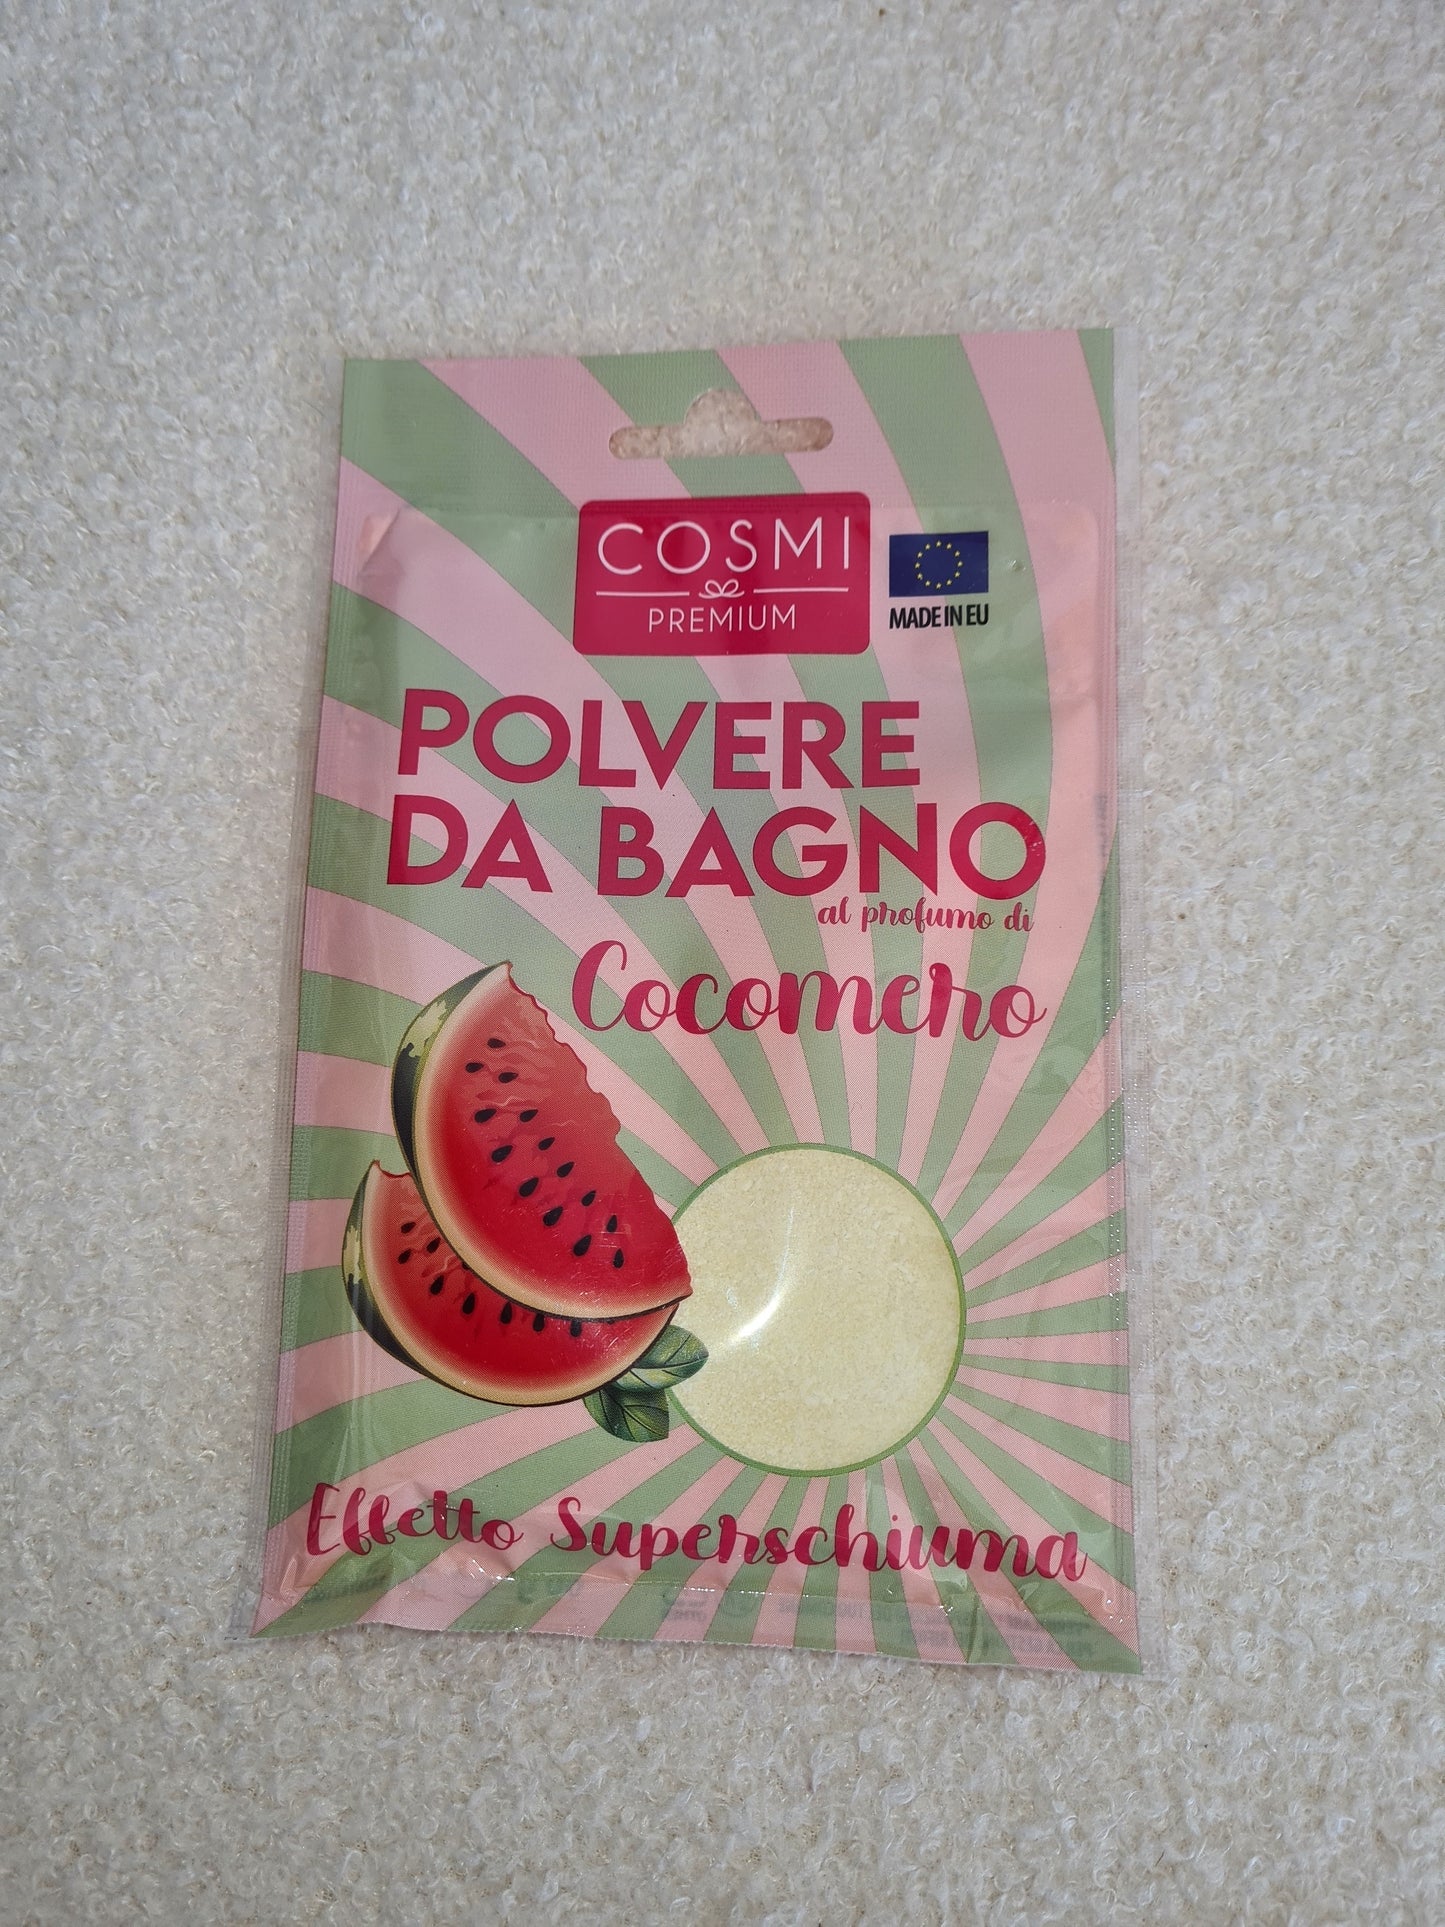 COSMI
PREMIUM
MADE IN EU
POLVERE
DA BAGNO
al profumo di
Cocomero
Effetto Superschiuma